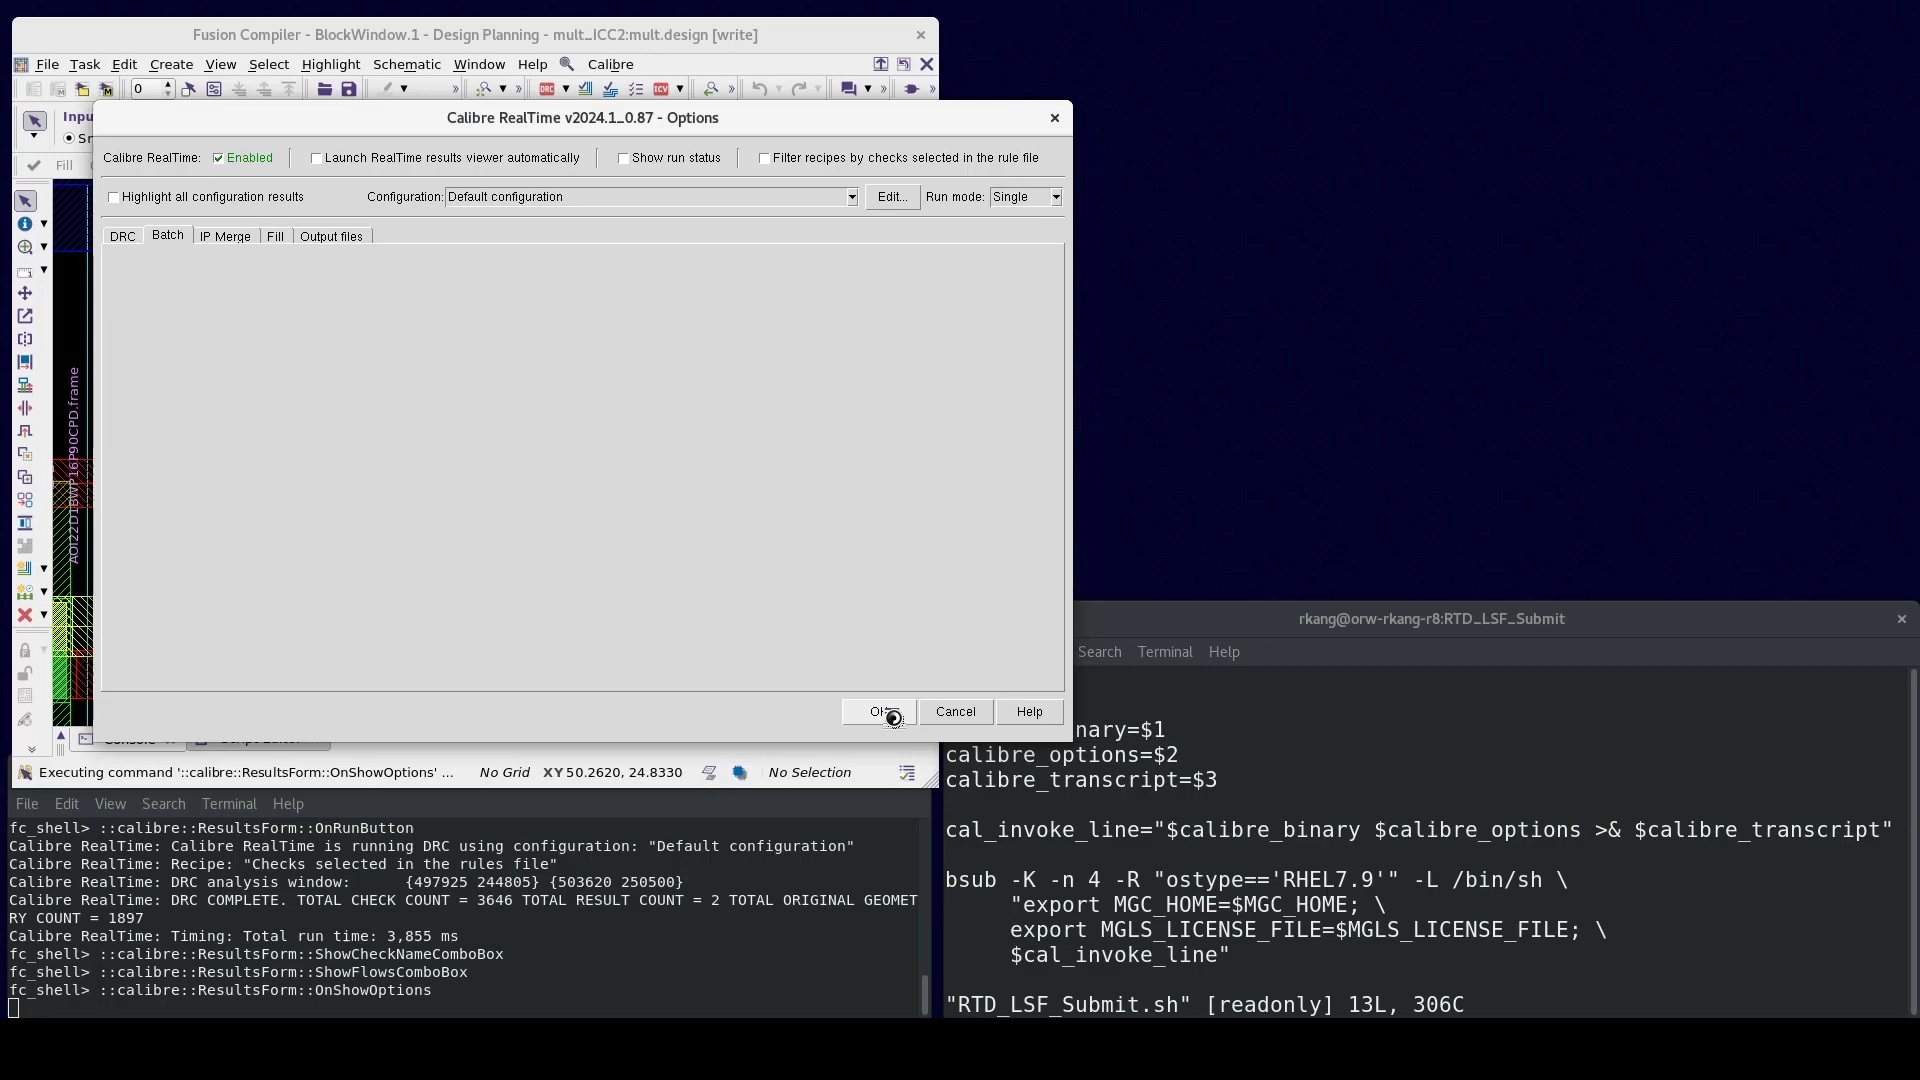 Fusion Compiler - BlockWindow.1 - Design Planning - mult_ICC2:mult.design [write]
File Task Edit Create View Select Highlight Schematic Window Help Calibre
0
DRC ICV
Calibre RealTime v2024.1_0.87 - Options
Calibre RealTime: Enabled Launch RealTime results viewer automatically Show run status Filter recipes by checks selected in the rule file
Highlight all configuration results Configuration: Default configuration Edit... Run mode: Single
DRC Batch IP Merge Fill Output files
Fill
AOI22D1BWP16P90CPD.frame
Cancel Help
Executing command '::calibre::ResultsForm::OnShowOptions' ... No Grid XY 50.2620, 24.8330 No Selection
File Edit View Search Terminal Help
fc_shell> ::calibre::ResultsForm::OnRunButton
Calibre RealTime: Calibre RealTime is running DRC using configuration: "Default configuration"
Calibre RealTime: Recipe: "Checks selected in the rules file"
Calibre RealTime: DRC analysis window: {497925 244805} {503620 250500}
Calibre RealTime: DRC COMPLETE. TOTAL CHECK COUNT = 3646 TOTAL RESULT COUNT = 2 TOTAL ORIGINAL GEOMET
RY COUNT = 1897
Calibre RealTime: Timing: Total run time: 3,855 ms
fc_shell> ::calibre::ResultsForm::ShowCheckNameComboBox
fc_shell> ::calibre::ResultsForm::ShowFlowsComboBox
fc_shell> ::calibre::ResultsForm::OnShowOptions
rkang@orw-rkang-r8:RTD_LSF_Submit
Search Terminal Help
nary=$1
calibre_options=$2
calibre_transcript=$3
cal_invoke_line="$calibre_binary $calibre_options >& $calibre_transcript"
bsub -K -n 4 -R "ostype=='RHEL7.9'" -L /bin/sh \
"export MGC_HOME=$MGC_HOME; \
export MGLS_LICENSE_FILE=$MGLS_LICENSE_FILE; \
$cal_invoke_line"
"RTD_LSF_Submit.sh" [readonly] 13L, 306C